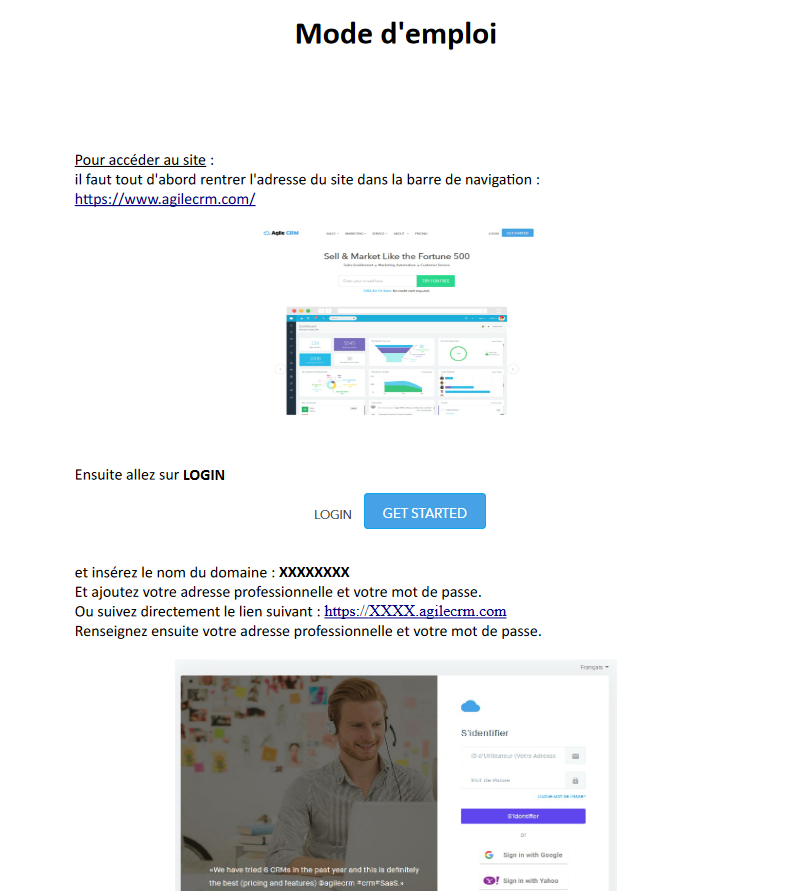 Mode d'emploi
Pour accéder au site :
il faut tout d'abord rentrer l'adresse du site dans la barre de navigation :
https://www.agilecrm.com/
Agile CRM
SALES
MARKETING
SERVICE
ABOUT
PRICING
LOGIN
GET STARTED
Sell & Market Like the Fortune 500
Sales Enablement
Marketing Automation
Customer Service
Enter your email here
TRY FOR FREE
No credit card required.
Dashboard
Ensuite allez sur LOGIN
LOGIN
GET STARTED
et insérez le nom du domaine : XXXXXXXX
Et ajoutez votre adresse professionnelle et votre mot de passe.
Ou suivez directement le lien suivant : https://XXXX.agilecrm.com
Renseignez ensuite votre adresse professionnelle et votre mot de passe.
Français
S'identifier
ID d'Utilisateur (Votre Adresse
Mot de Passe
S'identifier
or
Sign in with Google
Sign in with Yahoo
«We have tried 6 CRMs in the past year and this is definitely
the best (pricing and features) @agilecrm #crm#SaaS.»